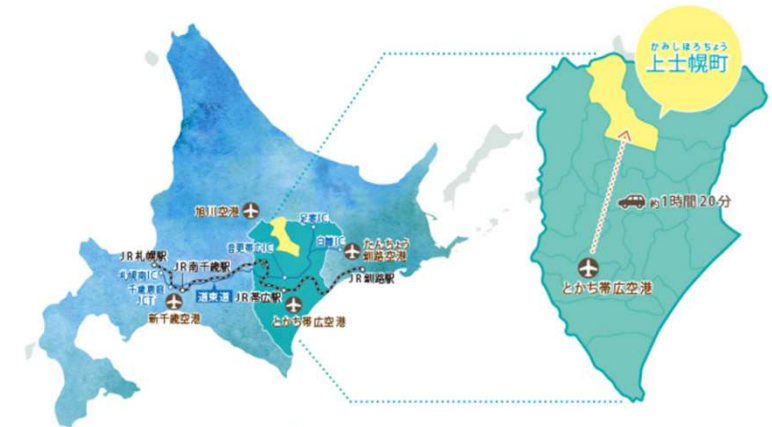 かみしほろちょう
上士幌町
約1時間20分
とかち帯広空港
旭川空港
足寄IC
音更帯広IC
白糠IC
たんちょう
釧路空港
JR札幌駅
JR南千歳駅
札幌南IC
千歳恵庭
JCT
道東道
JR帯広駅
JR釧路駅
新千歳空港
とかち帯広空港